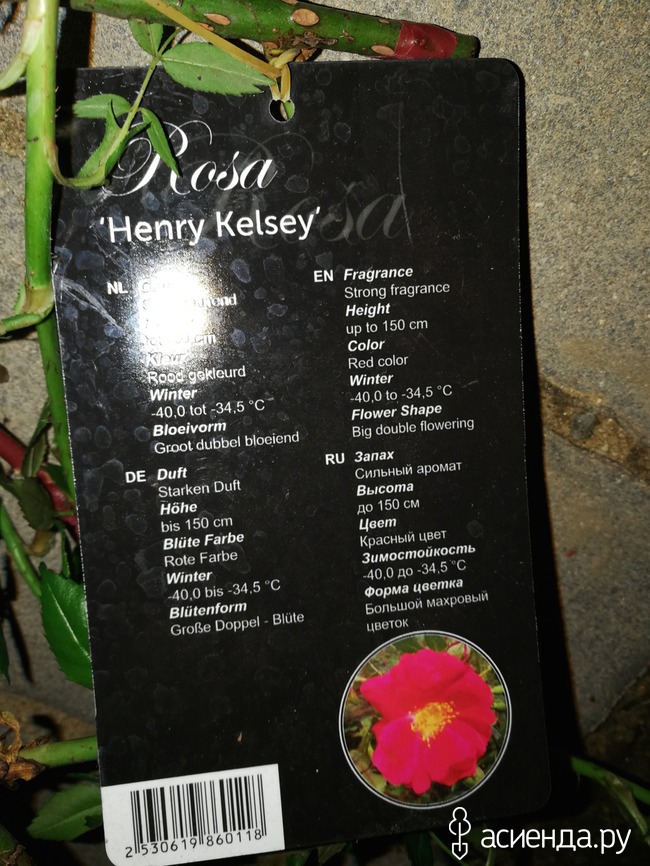 Rosa
'Henry Kelsey'
NL
Rood gekleurd
Winter
-40,0 tot -34,5 °C
Bloeivorm
Groot dubbel bloeiend
EN Fragrance
Strong fragrance
Height
up to 150 cm
Color
Red color
Winter
-40,0 to -34,5 °C
Flower Shape
Big double flowering
DE Duft
Starken Duft
Höhe
bis 150 cm
Blüte Farbe
Rote Farbe
Winter
-40,0 bis -34,5 °C
Blütenform
Große Doppel - Blüte
RU Запах
Сильный аромат
Высота
до 150 см
Цвет
Красный цвет
Зимостойкость
-40,0 до -34,5 °C
Форма цветка
Большой махровый
цветок
2 530619 860118
асиенда.ру